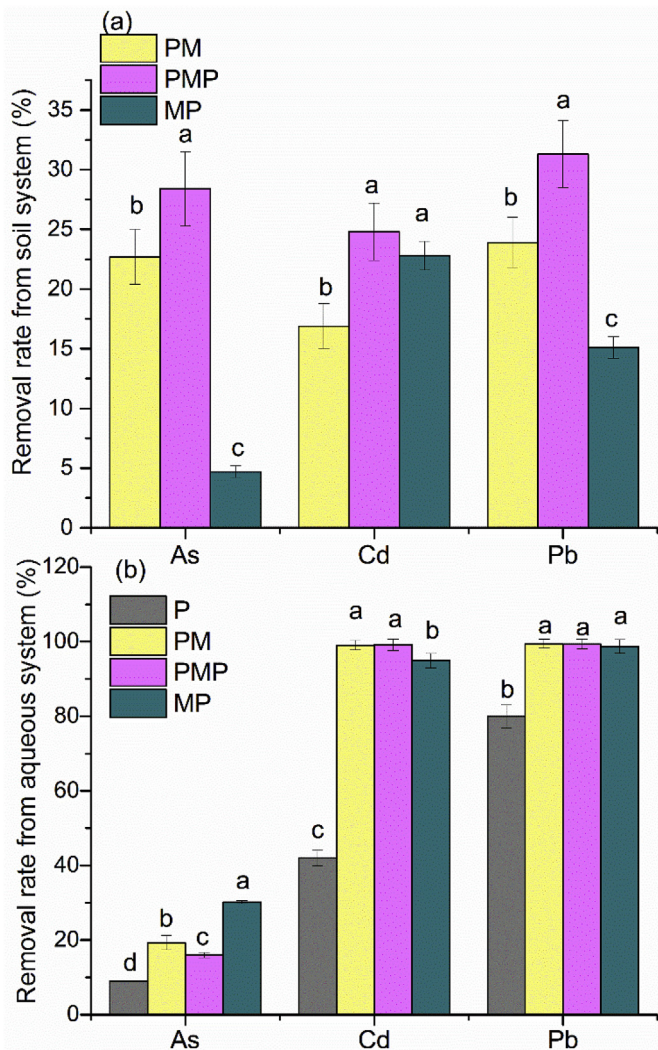 (a)
PM
PMP
MP
Removal rate from soil system (%)
35
30
25
20
15
10
5
0
b
a
c
a
a
b
b
a
c
As
Cd
Pb
(b)
P
PM
PMP
MP
Removal rate from aqueous system (%)
120
100
80
60
40
20
0
d
b
c
a
c
a
a
b
b
a
a
a
As
Cd
Pb